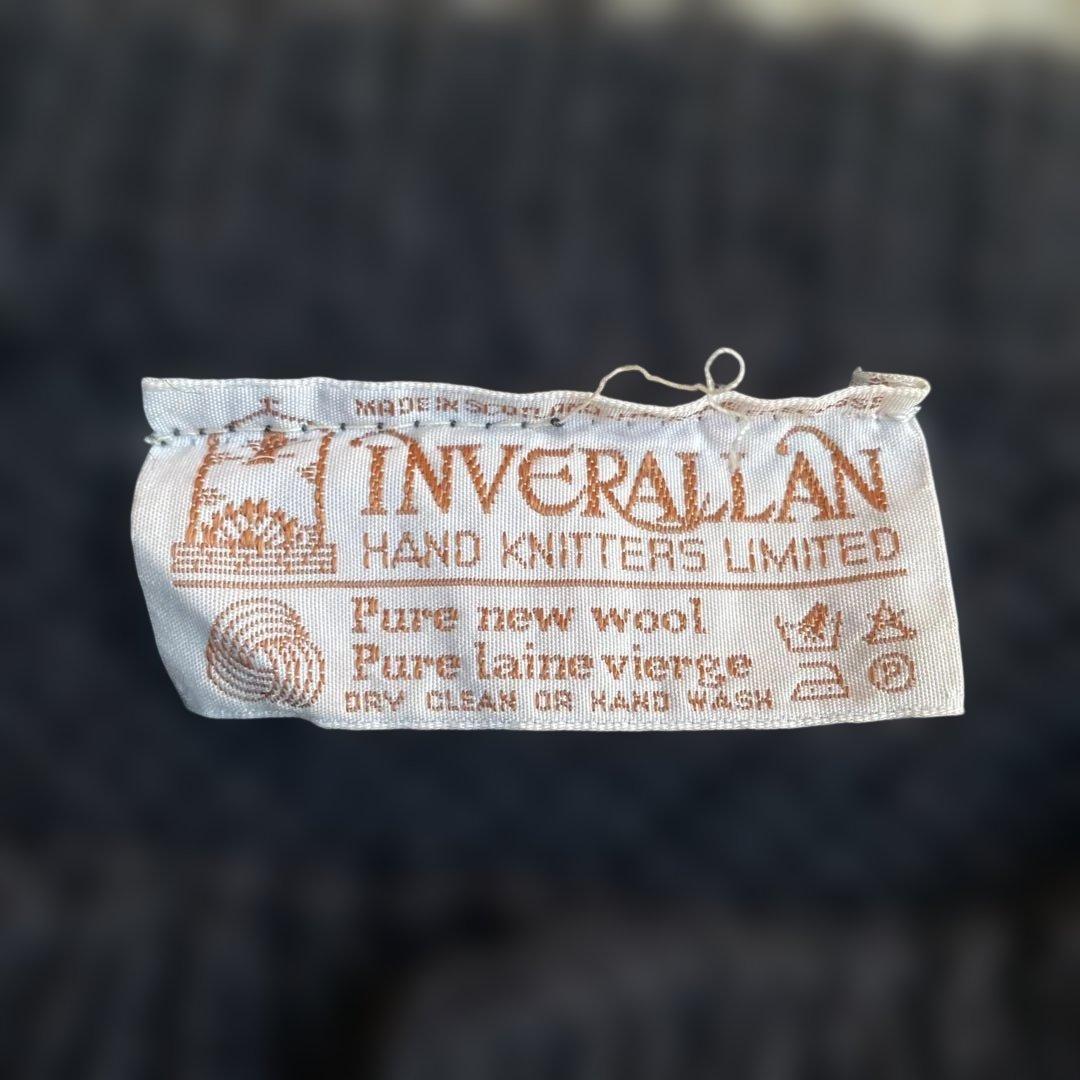 MADE IN SCOTLAND
INVERALLAN
HAND KNITTERS LIMITED
Pure new wool
Pure laine vierge
DRY CLEAN OR HAND WASH
P